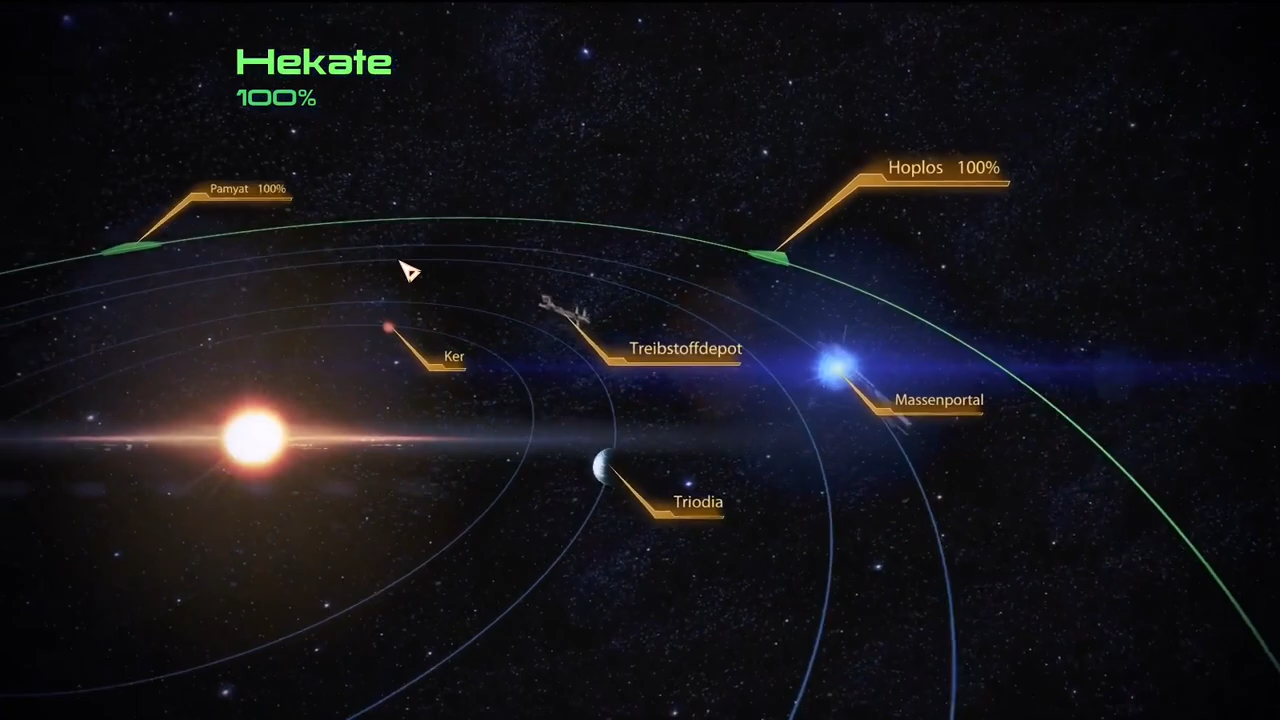 Hekate
100%
Pamyat 100%
Hoplos 100%
Ker
Treibstoffdepot
Massenportal
Triodia